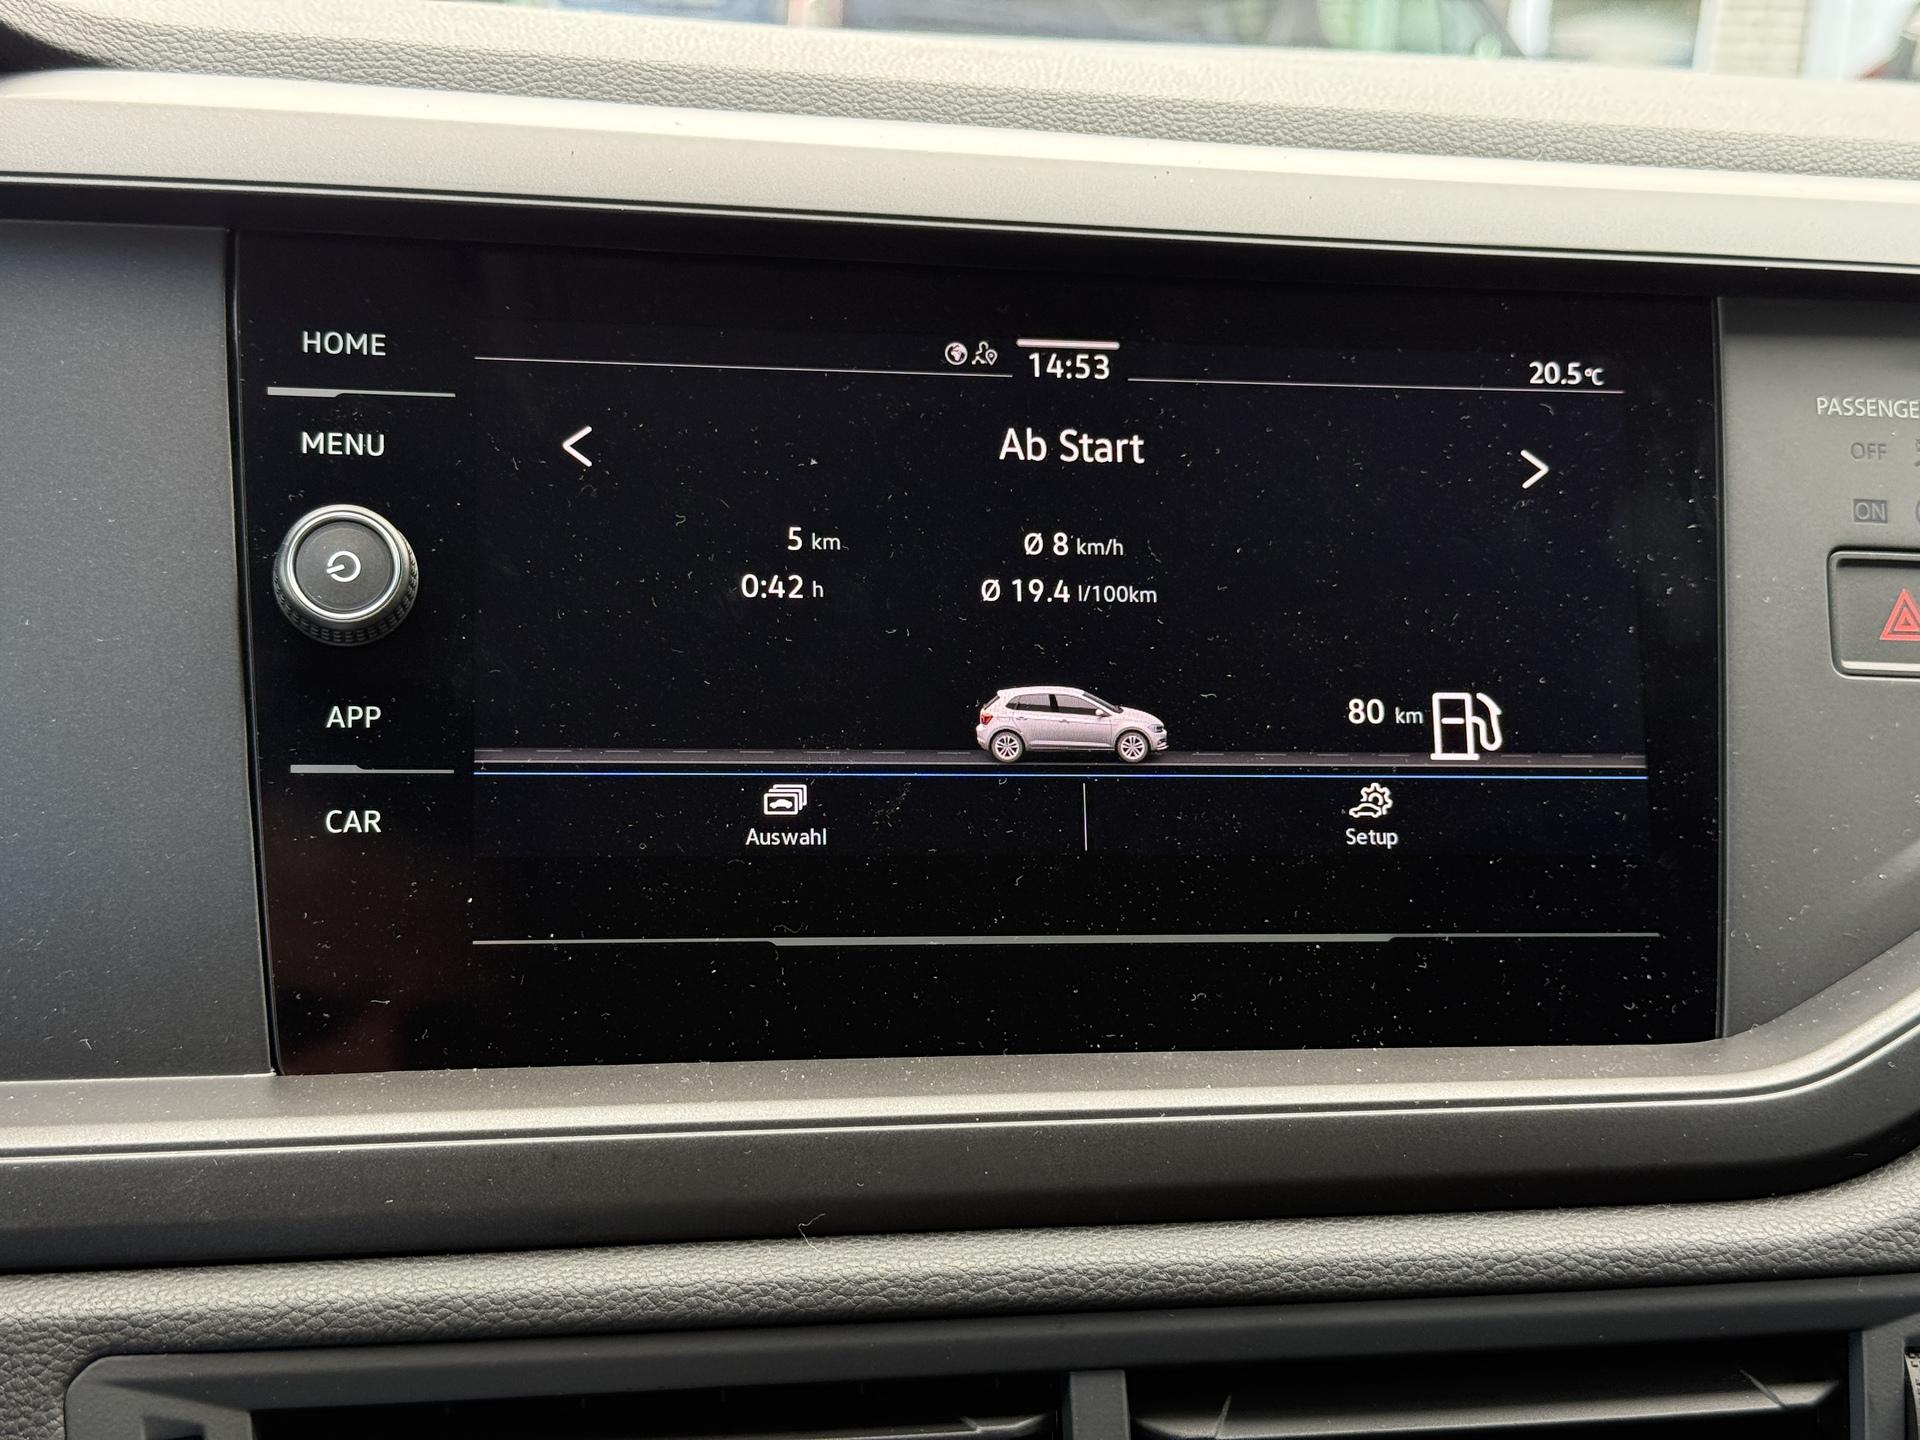 HOME
MENU
APP
CAR
14:53
20.5°C
Ab Start
5 km
Ø 8 km/h
0:42 h
Ø 19.4 l/100km
80 km
Auswahl
Setup
PASSENGE
OFF
ON